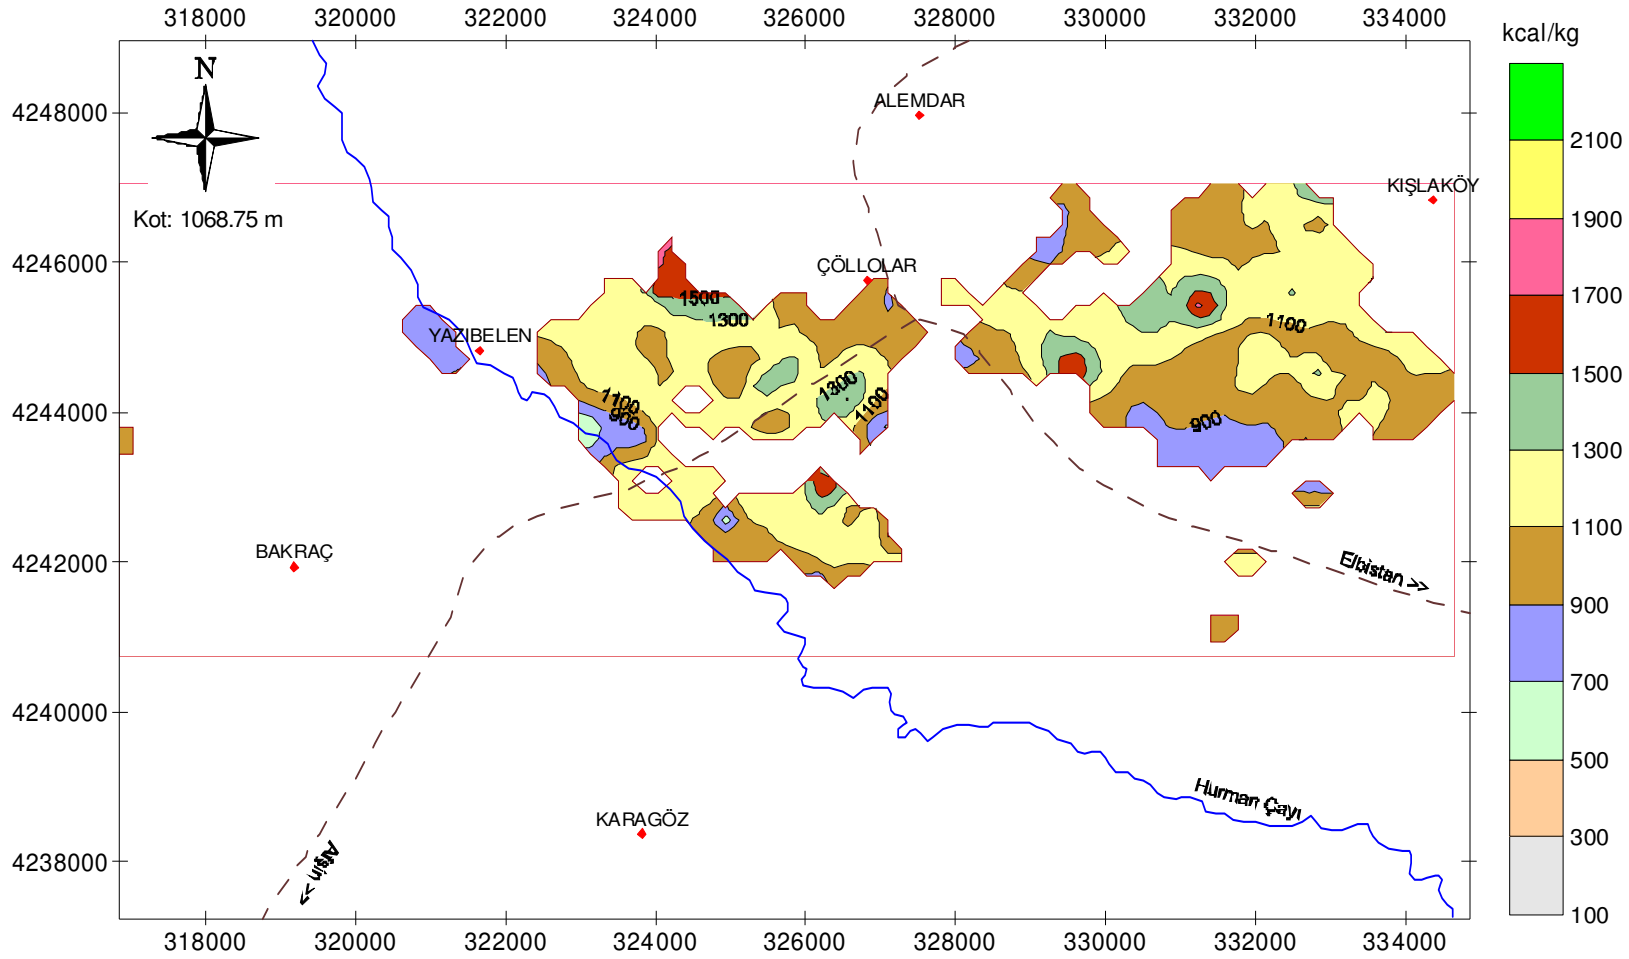 318000 320000 322000 324000 326000 328000 330000 332000 334000
kcal/kg
N
ALEMDAR
4248000
2100
KIŞLAKÖY
1900
Kot: 1068.75 m
4246000
ÇÖLLOLAR
1700
1500
1300
1100
YAZIBELEN
1500
1300
1100
1100
900
4244000
900
1300
1100
900
BAKRAÇ
4242000
Elbistan >>
700
4240000
500
Hurman Çayı
KARAGÖZ
300
4238000
Afşin >>
100
318000 320000 322000 324000 326000 328000 330000 332000 334000